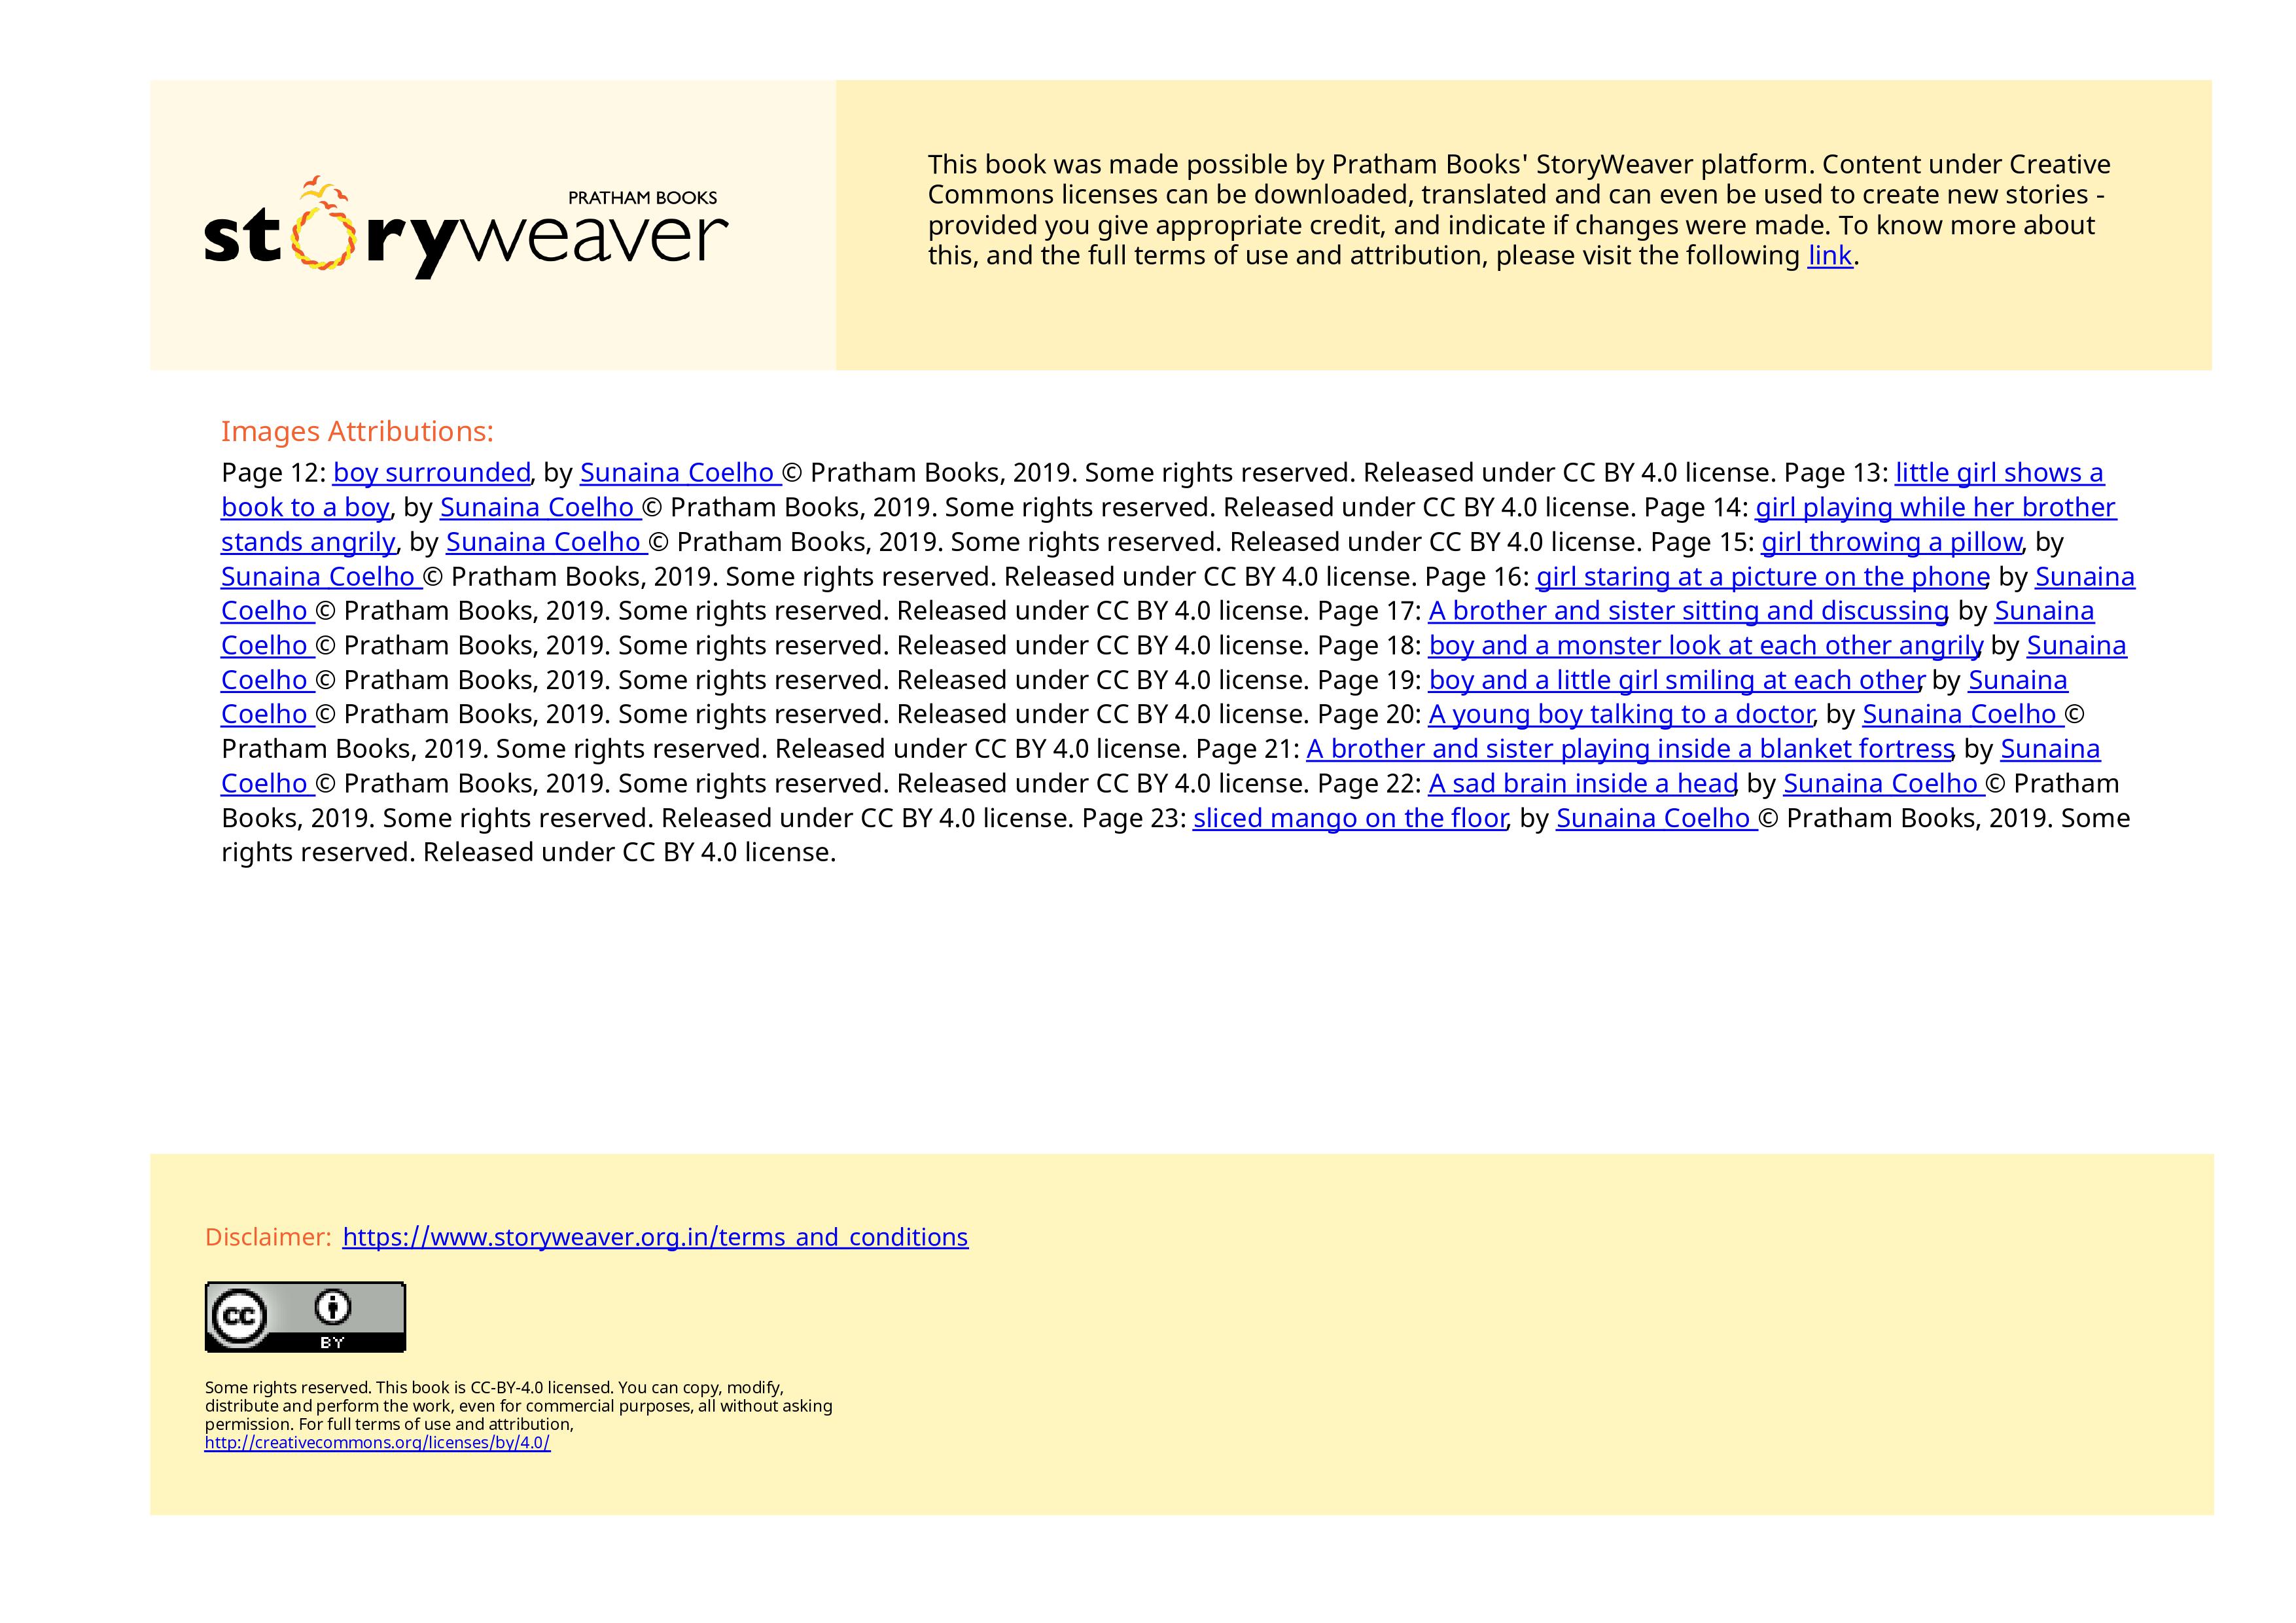 PRATHAM BOOKS
storyweaver
This book was made possible by Pratham Books' StoryWeaver platform. Content under Creative
Commons licenses can be downloaded, translated and can even be used to create new stories -
provided you give appropriate credit, and indicate if changes were made. To know more about
this, and the full terms of use and attribution, please visit the following link.
Images Attributions:
Page 12: boy surrounded, by Sunaina Coelho © Pratham Books, 2019. Some rights reserved. Released under CC BY 4.0 license. Page 13: little girl shows a
book to a boy, by Sunaina Coelho © Pratham Books, 2019. Some rights reserved. Released under CC BY 4.0 license. Page 14: girl playing while her brother
stands angrily, by Sunaina Coelho © Pratham Books, 2019. Some rights reserved. Released under CC BY 4.0 license. Page 15: girl throwing a pillow, by
Sunaina Coelho © Pratham Books, 2019. Some rights reserved. Released under CC BY 4.0 license. Page 16: girl staring at a picture on the phone, by Sunaina
Coelho © Pratham Books, 2019. Some rights reserved. Released under CC BY 4.0 license. Page 17: A brother and sister sitting and discussing, by Sunaina
Coelho © Pratham Books, 2019. Some rights reserved. Released under CC BY 4.0 license. Page 18: boy and a monster look at each other angrily, by Sunaina
Coelho © Pratham Books, 2019. Some rights reserved. Released under CC BY 4.0 license. Page 19: boy and a little girl smiling at each other, by Sunaina
Coelho © Pratham Books, 2019. Some rights reserved. Released under CC BY 4.0 license. Page 20: A young boy talking to a doctor, by Sunaina Coelho ©
Pratham Books, 2019. Some rights reserved. Released under CC BY 4.0 license. Page 21: A brother and sister playing inside a blanket fortress, by Sunaina
Coelho © Pratham Books, 2019. Some rights reserved. Released under CC BY 4.0 license. Page 22: A sad brain inside a head, by Sunaina Coelho © Pratham
Books, 2019. Some rights reserved. Released under CC BY 4.0 license. Page 23: sliced mango on the floor, by Sunaina Coelho © Pratham Books, 2019. Some
rights reserved. Released under CC BY 4.0 license.
Disclaimer: https://www.storyweaver.org.in/terms_and_conditions
cc
BY
Some rights reserved. This book is CC-BY-4.0 licensed. You can copy, modify,
distribute and perform the work, even for commercial purposes, all without asking
permission. For full terms of use and attribution,
http://creativecommons.org/licenses/by/4.0/